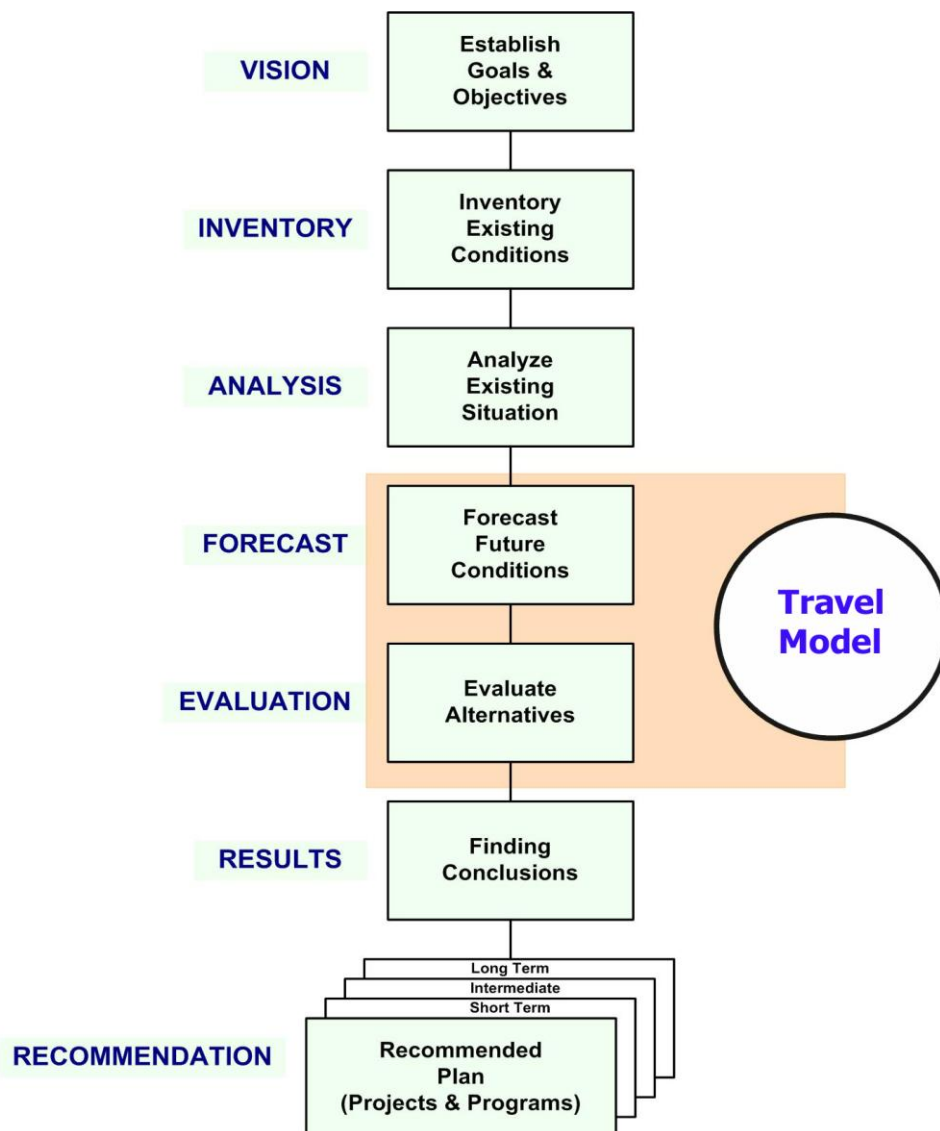 VISION
Establish
Goals &
Objectives
INVENTORY
Inventory
Existing
Conditions
ANALYSIS
Analyze
Existing
Situation
FORECAST
Forecast
Future
Conditions
Travel
Model
EVALUATION
Evaluate
Alternatives
RESULTS
Finding
Conclusions
Long Term
Intermediate
Short Term
RECOMMENDATION
Recommended
Plan
(Projects & Programs)